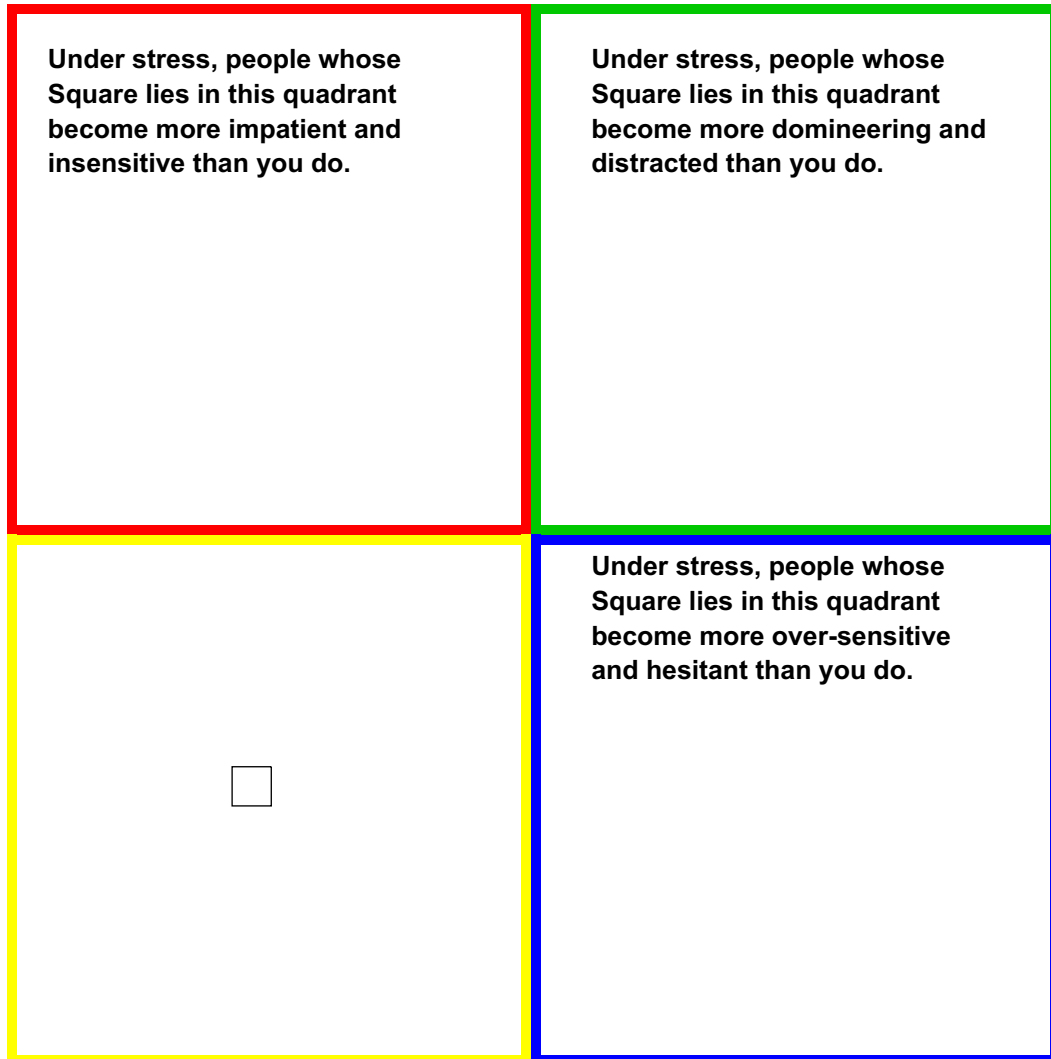 Under stress, people whose
Square lies in this quadrant
become more impatient and
insensitive than you do.
Under stress, people whose
Square lies in this quadrant
become more domineering and
distracted than you do.
Under stress, people whose
Square lies in this quadrant
become more over-sensitive
and hesitant than you do.